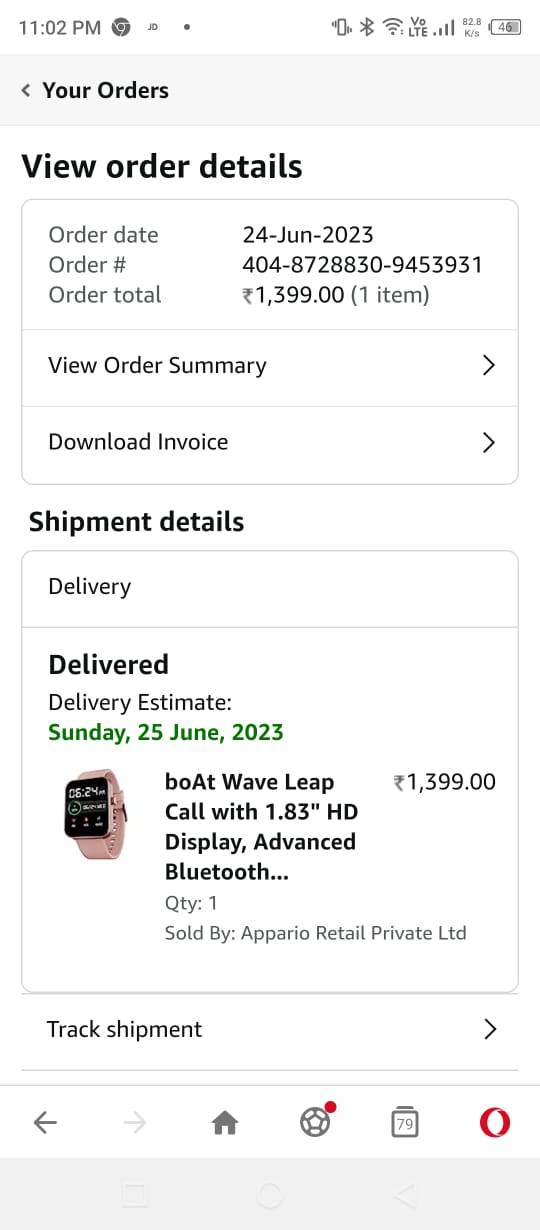 11:02 PM JD
Vo LTE 82.8 K/s 46
Your Orders
View order details
Order date 24-Jun-2023
Order # 404-8728830-9453931
Order total ₹1,399.00 (1 item)
View Order Summary
Download Invoice
Shipment details
Delivery
Delivered
Delivery Estimate:
Sunday, 25 June, 2023
06:24
boAt Wave Leap ₹1,399.00
Call with 1.83" HD
Display, Advanced
Bluetooth...
Qty: 1
Sold By: Appario Retail Private Ltd
Track shipment
79